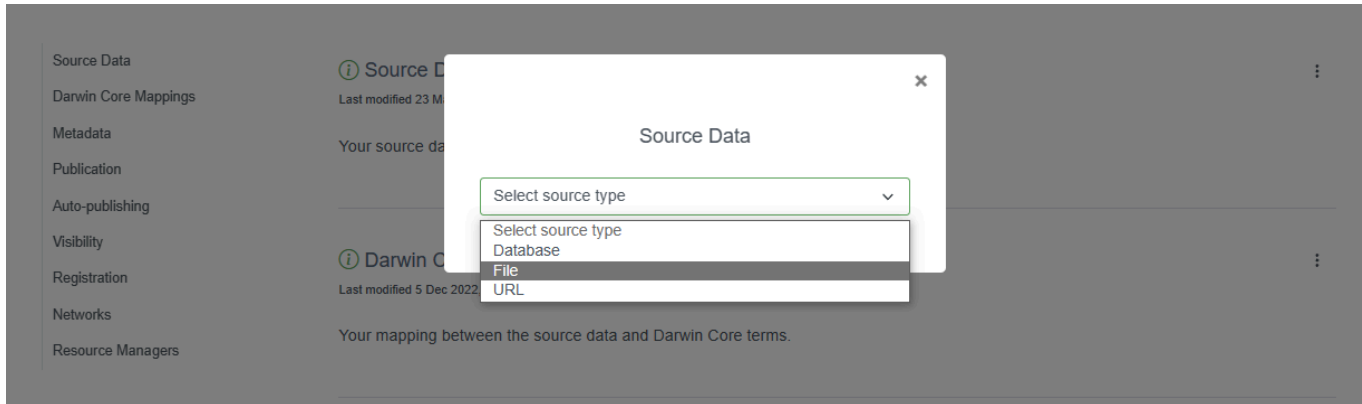 Source Data
Darwin Core Mappings
Metadata
Publication
Auto-publishing
Visibility
Registration
Networks
Resource Managers
Source D
Last modified 23 M
Your source da
Darwin C
Last modified 5 Dec 2022
Your mapping between the source data and Darwin Core terms.
Source Data
Select source type
Select source type
Database
File
URL